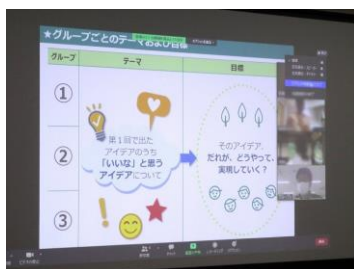 ★グループごとのテーマおよび目標
グループ
テーマ
目標
①
②
③
第1回で出た
アイデアのうち
「いいな」と思う
アイデアについて
そのアイデア、
だれが、どうやって、
実現していく？